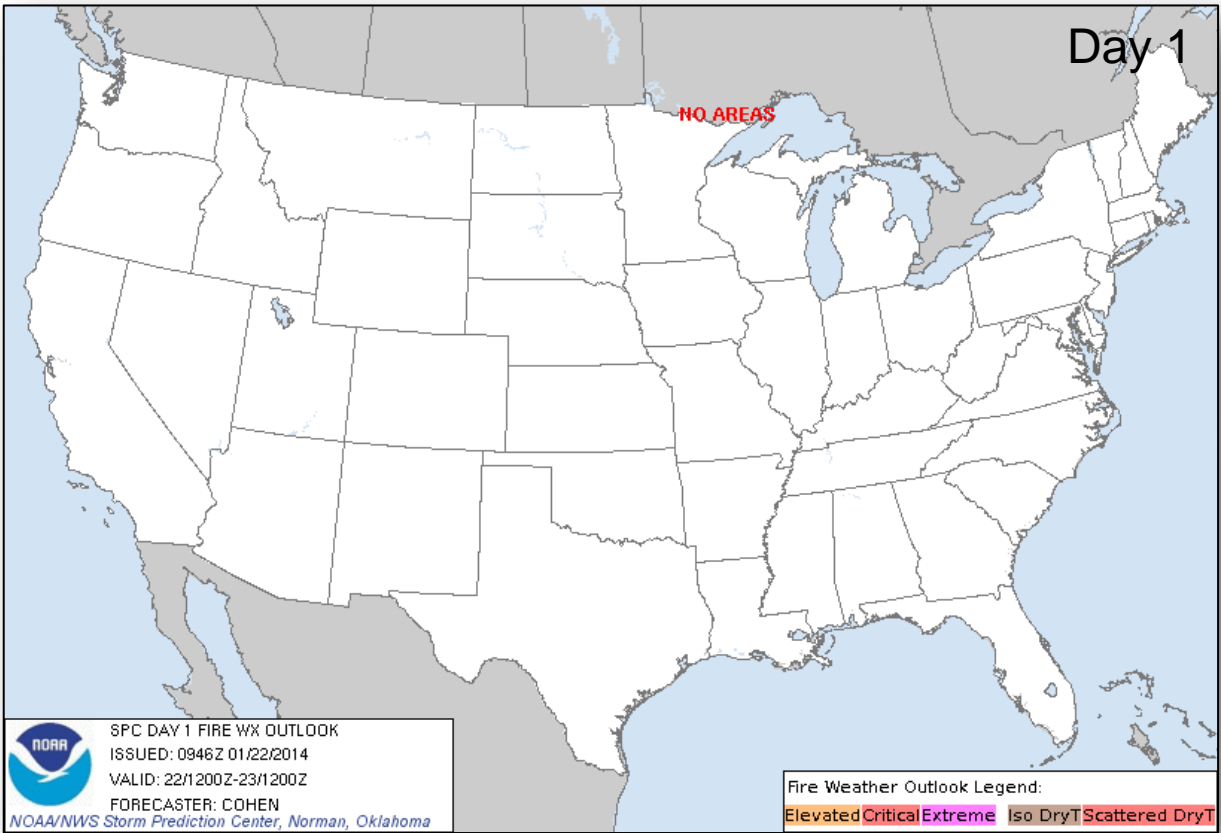 Day 1
NO AREAS
NOAA
SPC DAY 1 FIRE WX OUTLOOK
ISSUED: 0946Z 01/22/2014
VALID: 22/1200Z-23/1200Z
FORECASTER: COHEN
NOAA/NWS Storm Prediction Center, Norman, Oklahoma
Fire Weather Outlook Legend:
Elevated Critical Extreme Iso DryT Scattered DryT